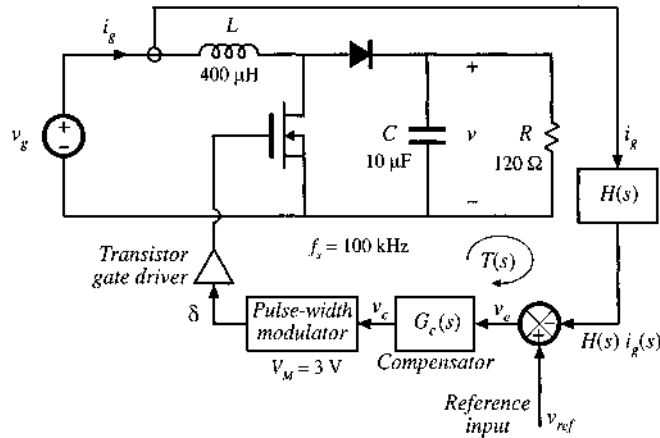 i_g
L
400 µH
+
v_g
+
−
C
10 µF
v
R
120 Ω
−
i_g
H(s)
Transistor
gate driver
f_s = 100 kHz
T(s)
δ
Pulse-width
modulator
v_c
G_c(s)
v_e
−
+
H(s) i_g(s)
V_M = 3 V
Compensator
Reference
input
v_ref